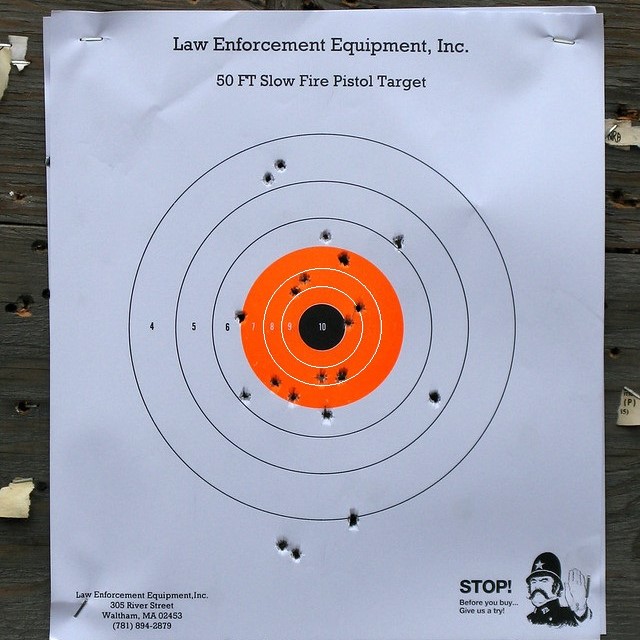 Law Enforcement Equipment, Inc.
50 FT Slow Fire Pistol Target
4 5 6 7 8 9 10
Law Enforcement Equipment,Inc.
305 River Street
Waltham, MA 02453
(781) 894-2879
STOP!
Before you buy...
Give us a try!
(P)